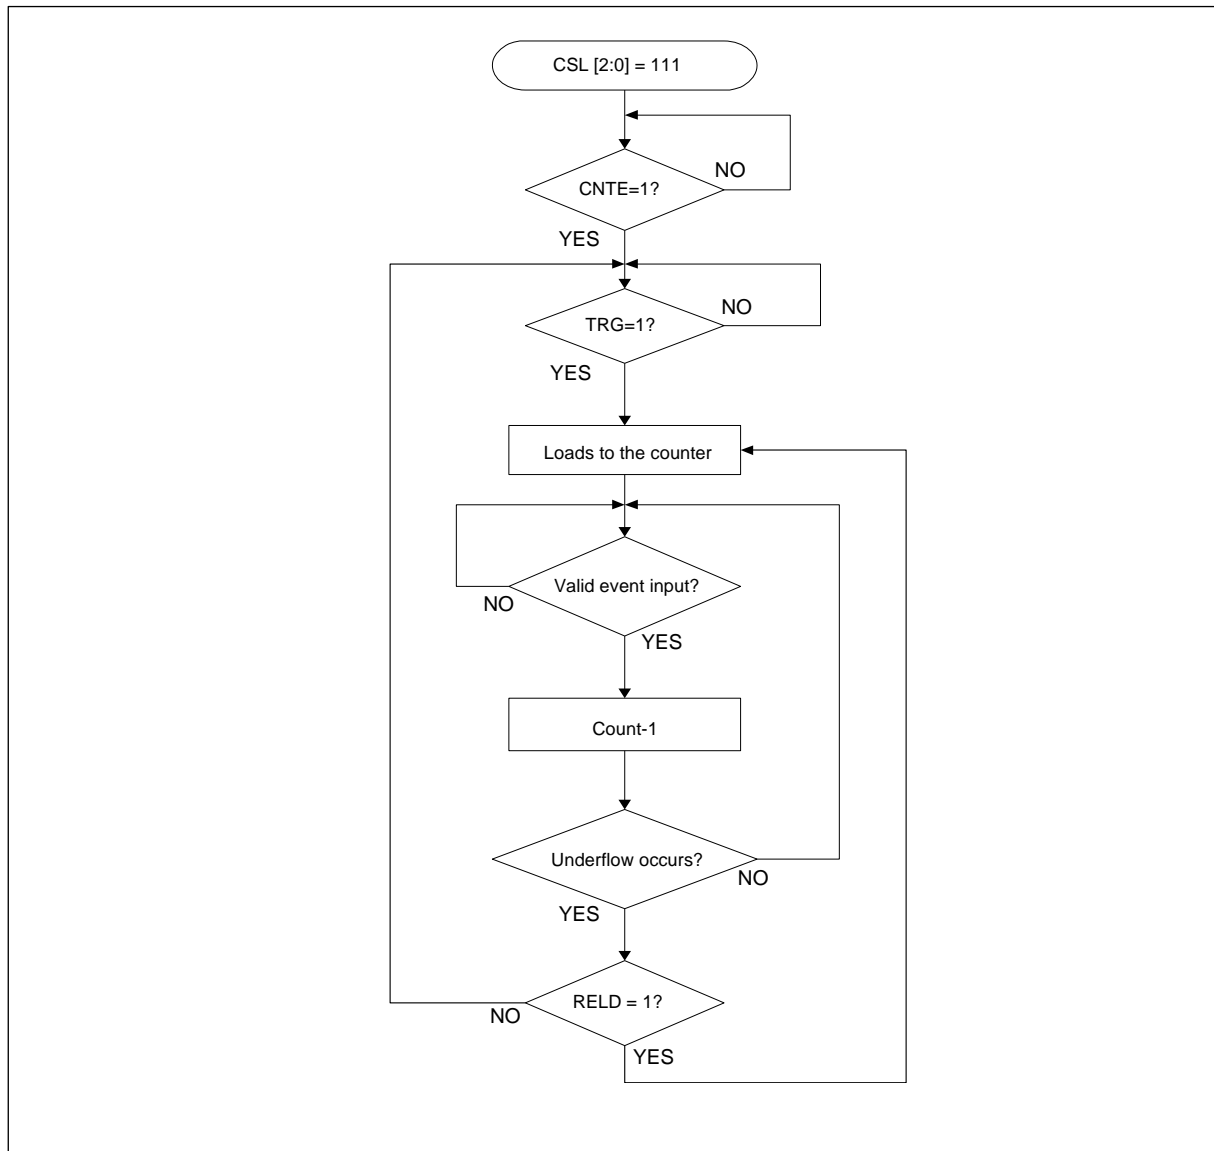 CSL [2:0] = 111
NO
CNTE=1?
YES
NO
TRG=1?
YES
Loads to the counter
Valid event input?
NO
YES
Count-1
Underflow occurs?
NO
YES
RELD = 1?
NO
YES